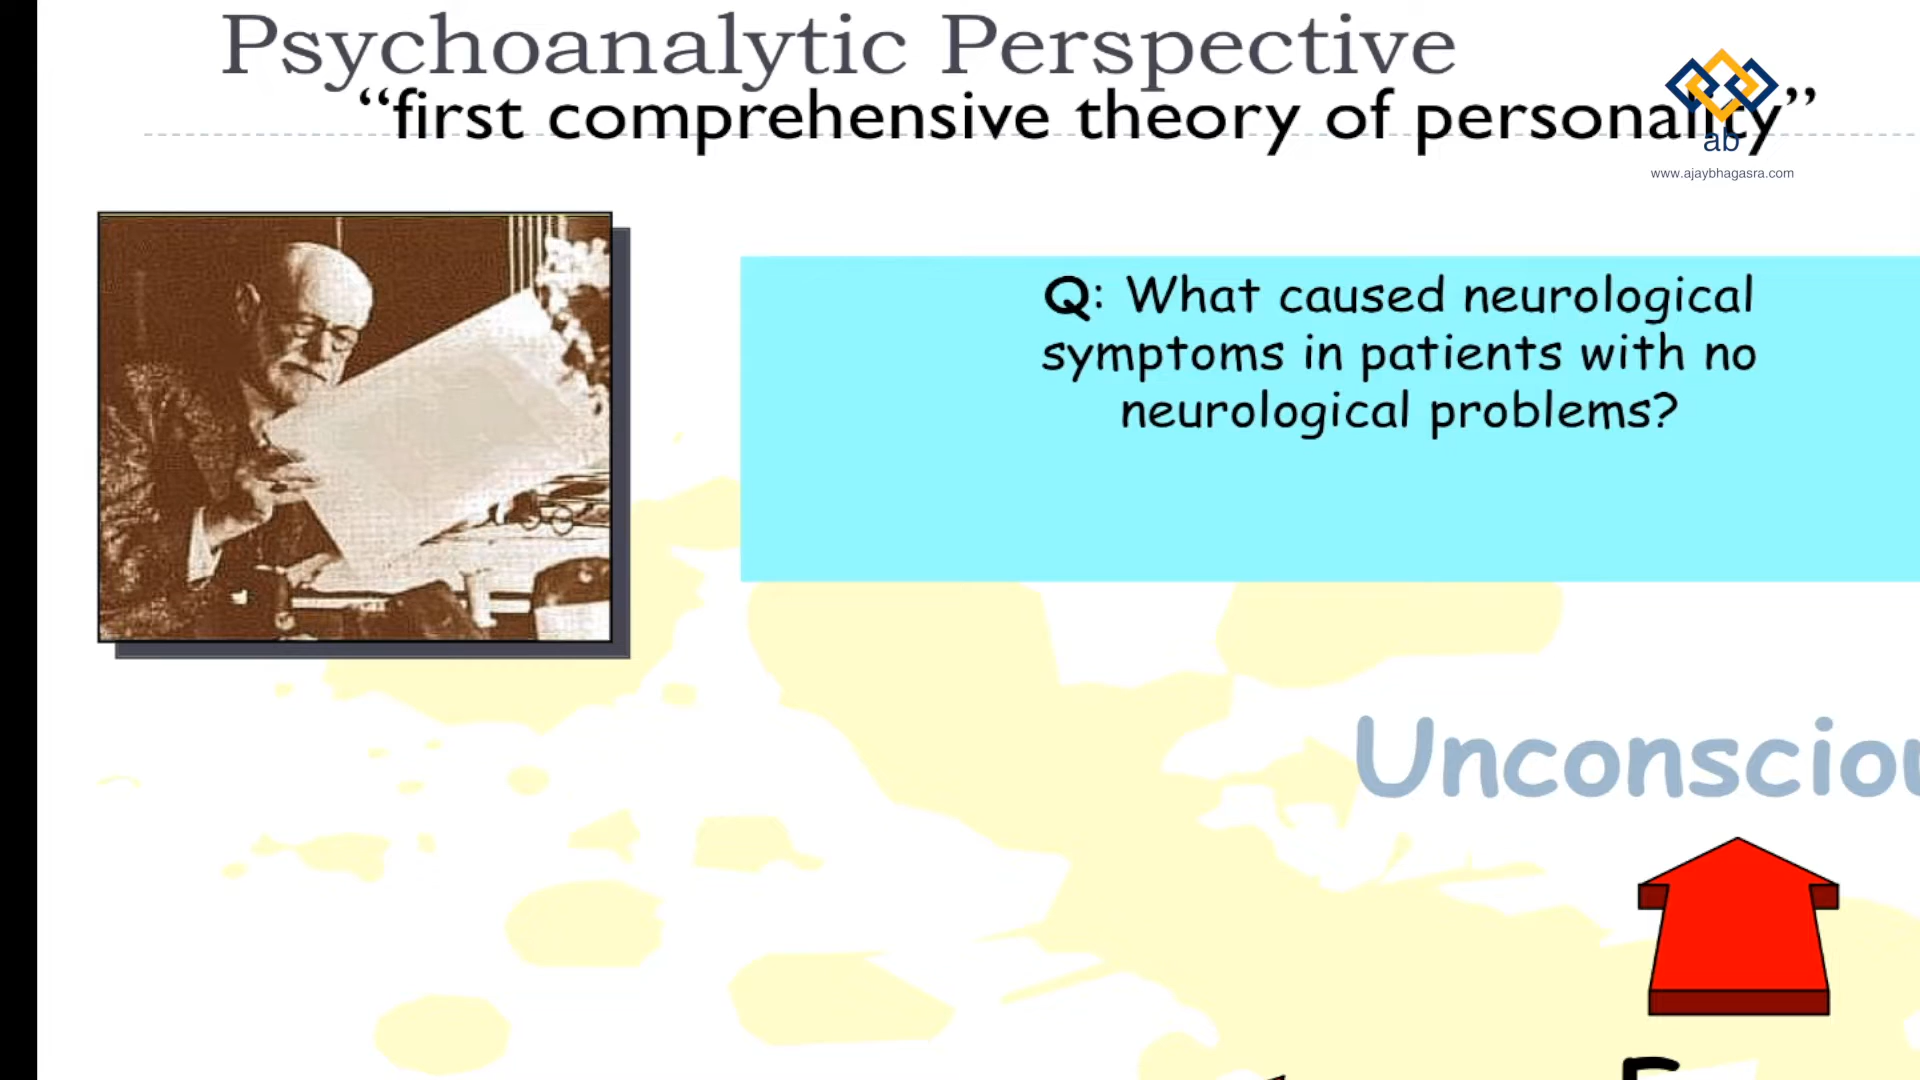 Psychoanalytic Perspective
“first comprehensive theory of personality”
ab
www.ajaybhagasra.com
Q: What caused neurological
symptoms in patients with no
neurological problems?